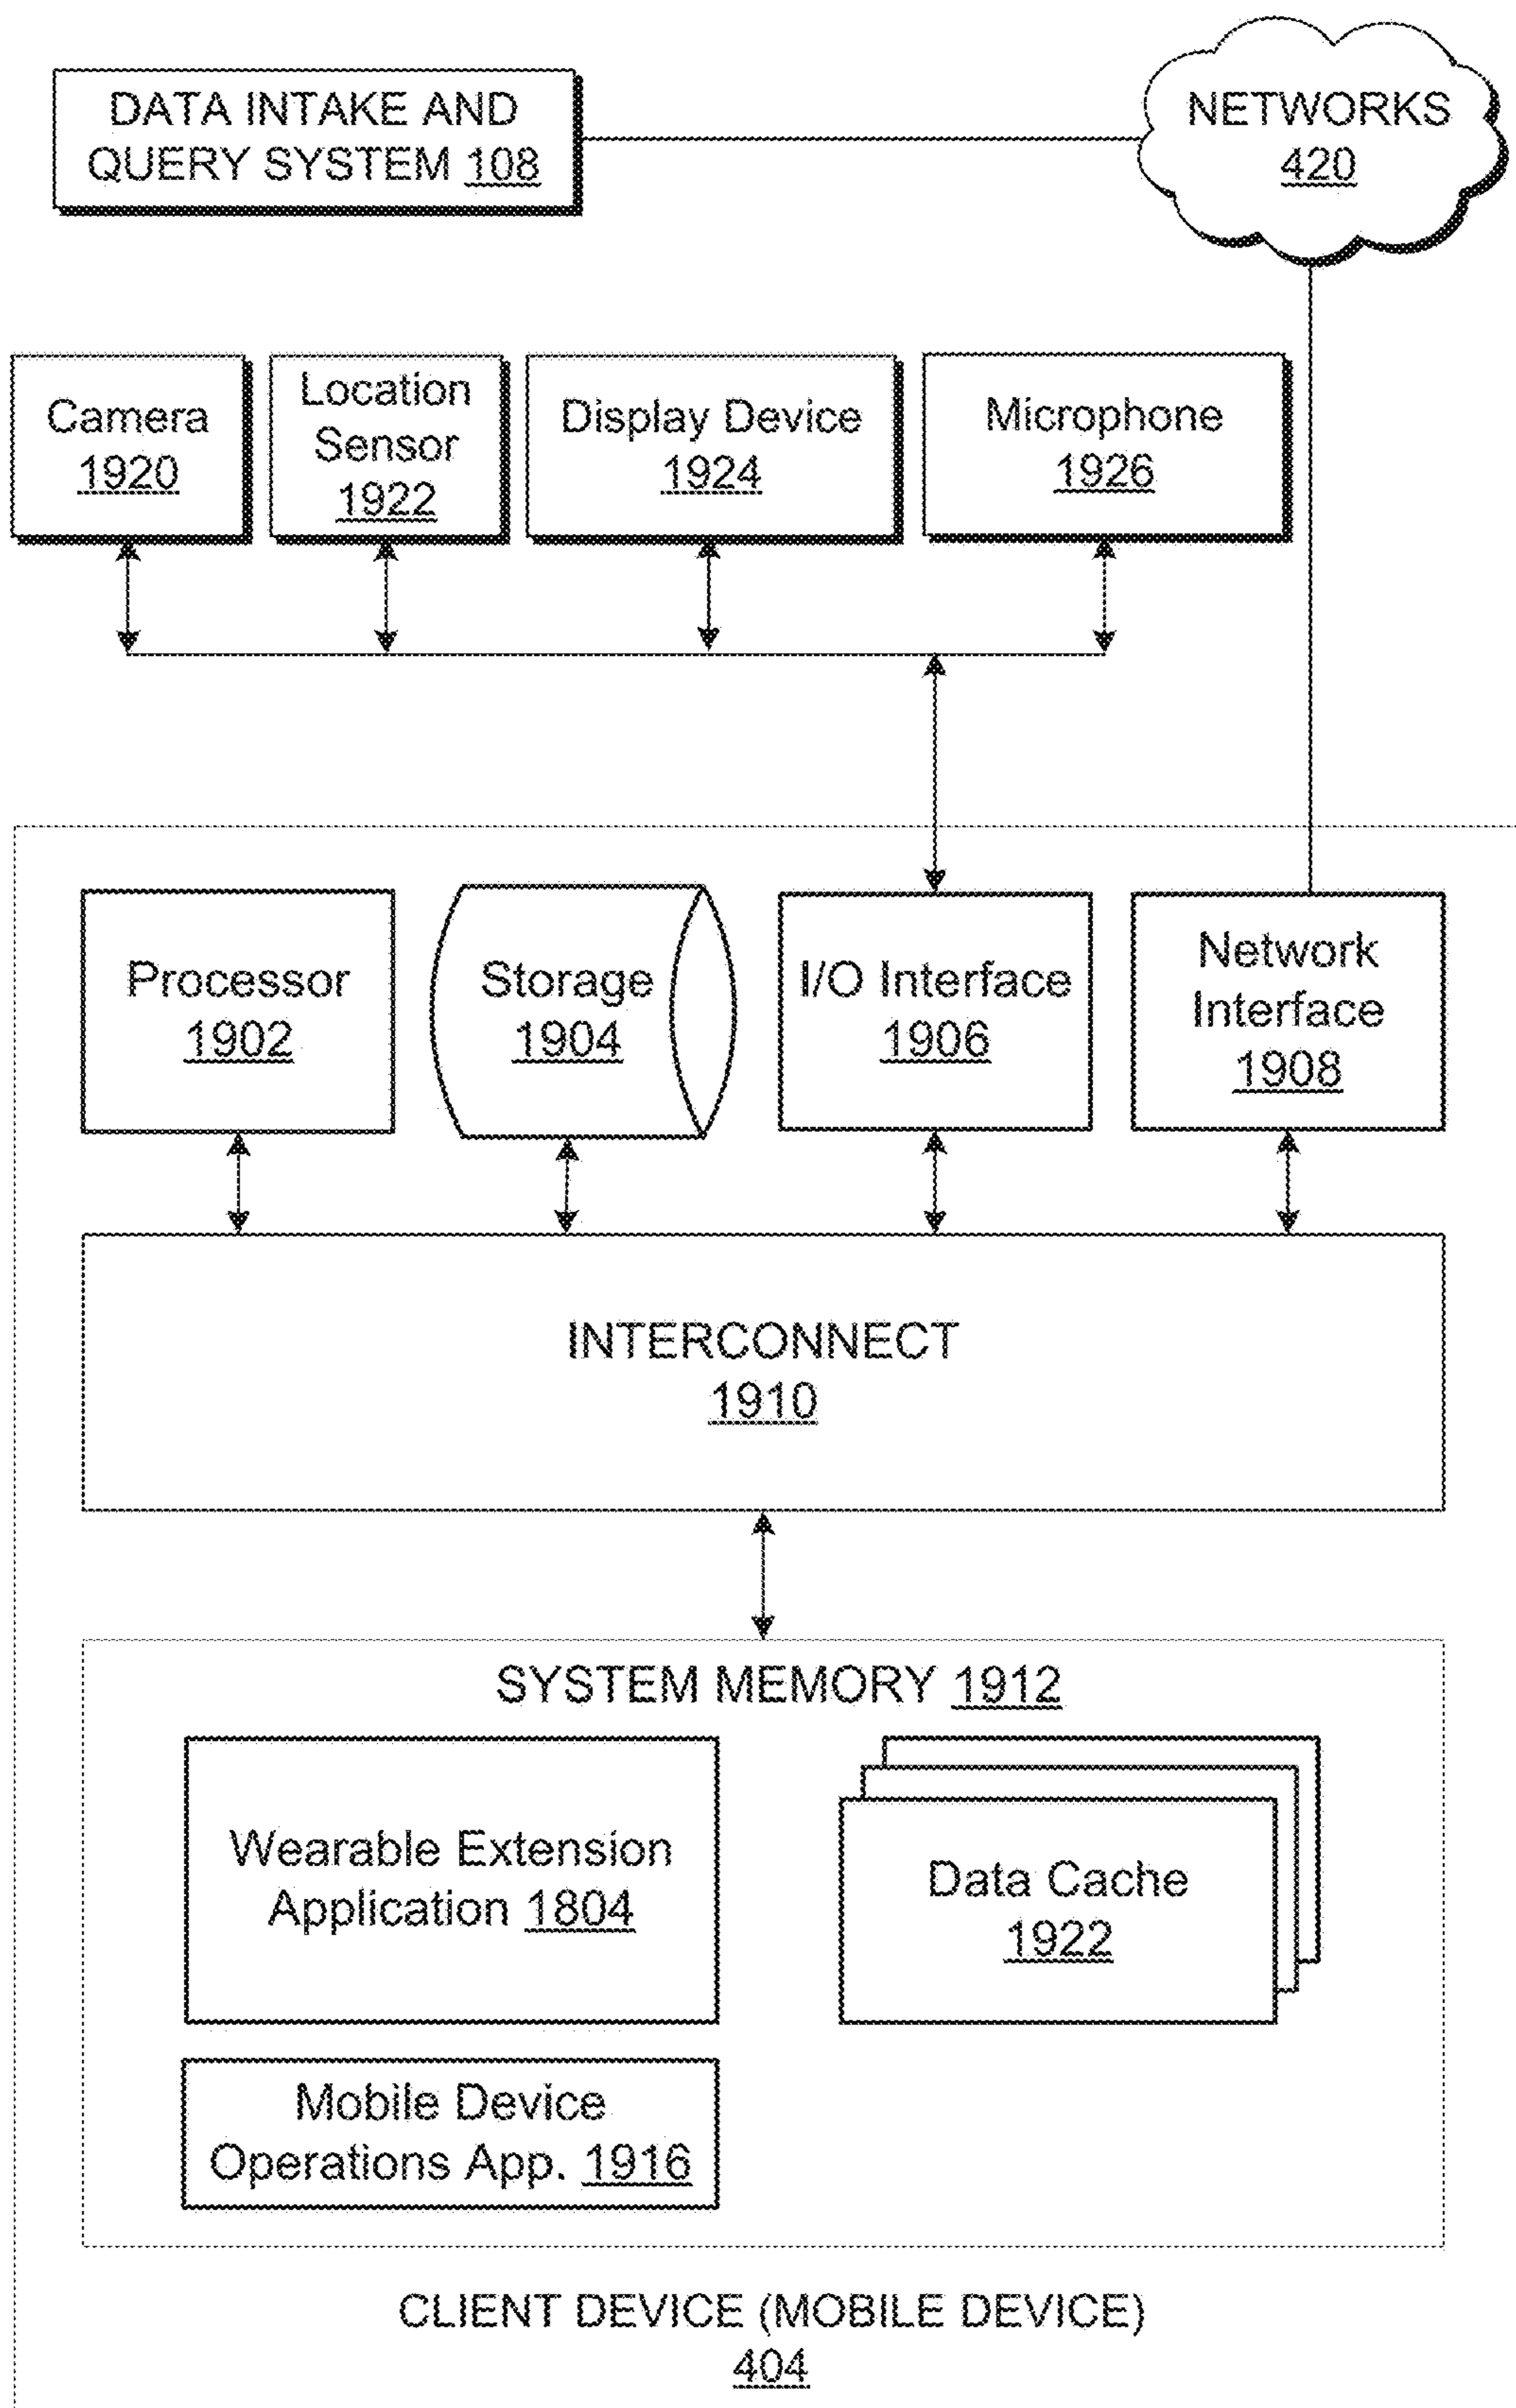 DATA INTAKE AND
QUERY SYSTEM 108
NETWORKS
420
Camera
1920
Location
Sensor
1922
Display Device
1924
Microphone
1926
Processor
1902
Storage
1904
I/O Interface
1906
Network
Interface
1908
INTERCONNECT
1910
SYSTEM MEMORY 1912
Wearable Extension
Application 1804
Data Cache
1922
Mobile Device
Operations App. 1916
CLIENT DEVICE (MOBILE DEVICE)
404